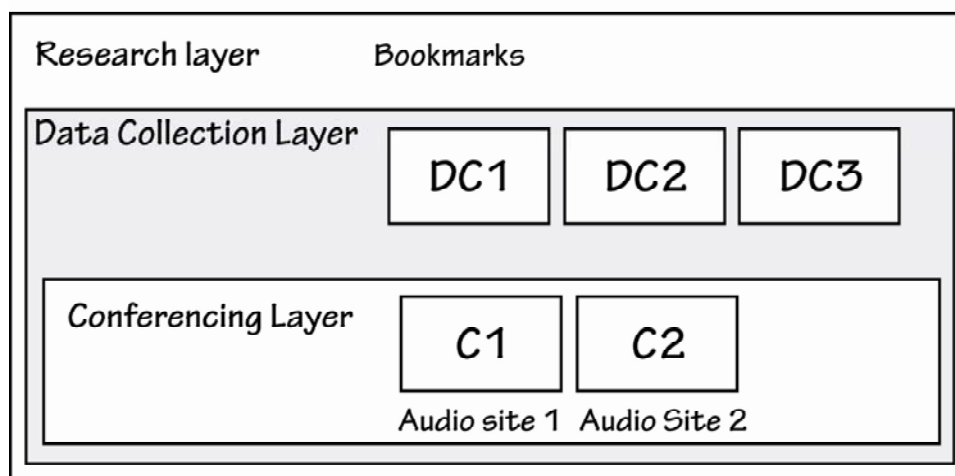 Research layer Bookmarks
Data Collection Layer
DC1 DC2 DC3
Conferencing Layer
C1 C2
Audio site 1 Audio Site 2